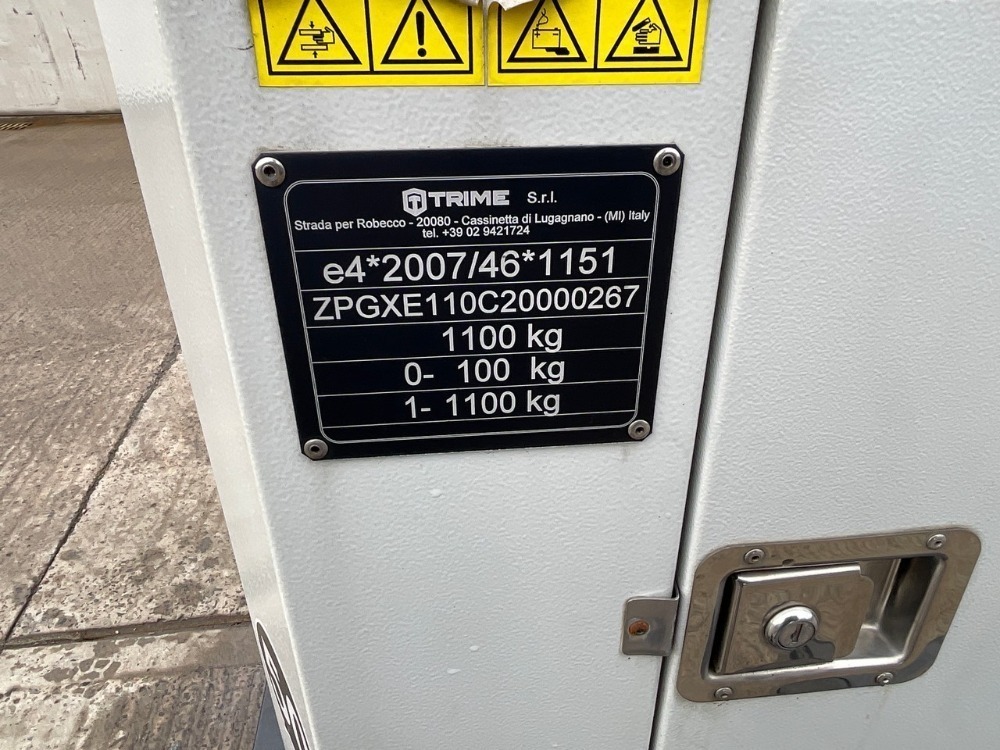 TRIME S.r.l.
Strada per Robecco - 20080 - Cassinetta di Lugagnano - (MI) Italy
tel. +39 02 9421724
e4*2007/46*1151
ZPGXE110C20000267
1100 kg
0- 100 kg
1- 1100 kg